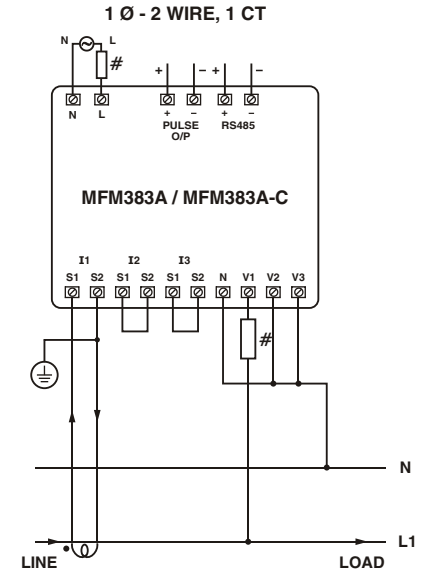 1 Ø - 2 WIRE, 1 CT
N L
#
+ – + –
N L + – + –
PULSE O/P RS485
MFM383A / MFM383A-C
I1 I2 I3
S1 S2 S1 S2 S1 S2 N V1 V2 V3
#
N
L1
LINE LOAD